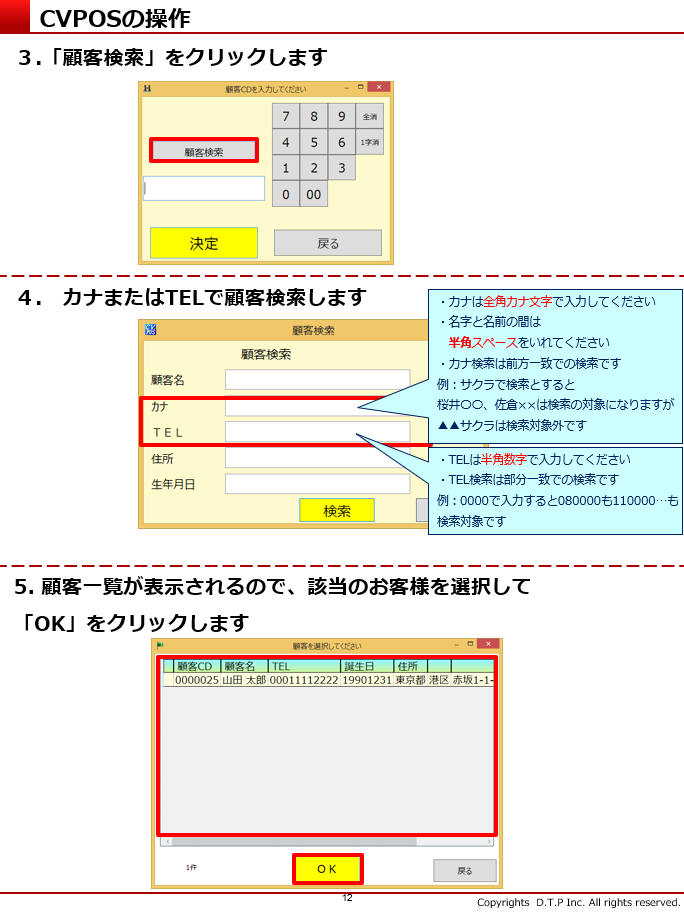 CVPOSの操作
３.「顧客検索」をクリックします
顧客CDを入力してください
7 8 9 全消
顧客検索
4 5 6 1字消
1 2 3
0 00
決定
戻る
４． カナまたはTELで顧客検索します
顧客検索
顧客検索
顧客名
カナ
ＴＥＬ
住所
生年月日
検索
・カナは全角カナ文字で入力してください
・名字と名前の間は
半角スペースをいれてください
・カナ検索は前方一致での検索です
例：サクラで検索とすると
桜井〇〇、佐倉××は検索の対象になりますが
▲▲サクラは検索対象外です
・TELは半角数字で入力してください
・TEL検索は部分一致での検索です
例：0000で入力すると080000も110000…も
検索対象です
5. 顧客一覧が表示されるので、該当のお客様を選択して
「OK」をクリックします
顧客を選択してください
顧客CD 顧客名 TEL 誕生日 住所
0000025 山田 太郎 00011112222 19901231 東京都 港区 赤坂1-1-
1件
ＯＫ
戻る
12
Copyrights D.T.P Inc. All rights reserved.